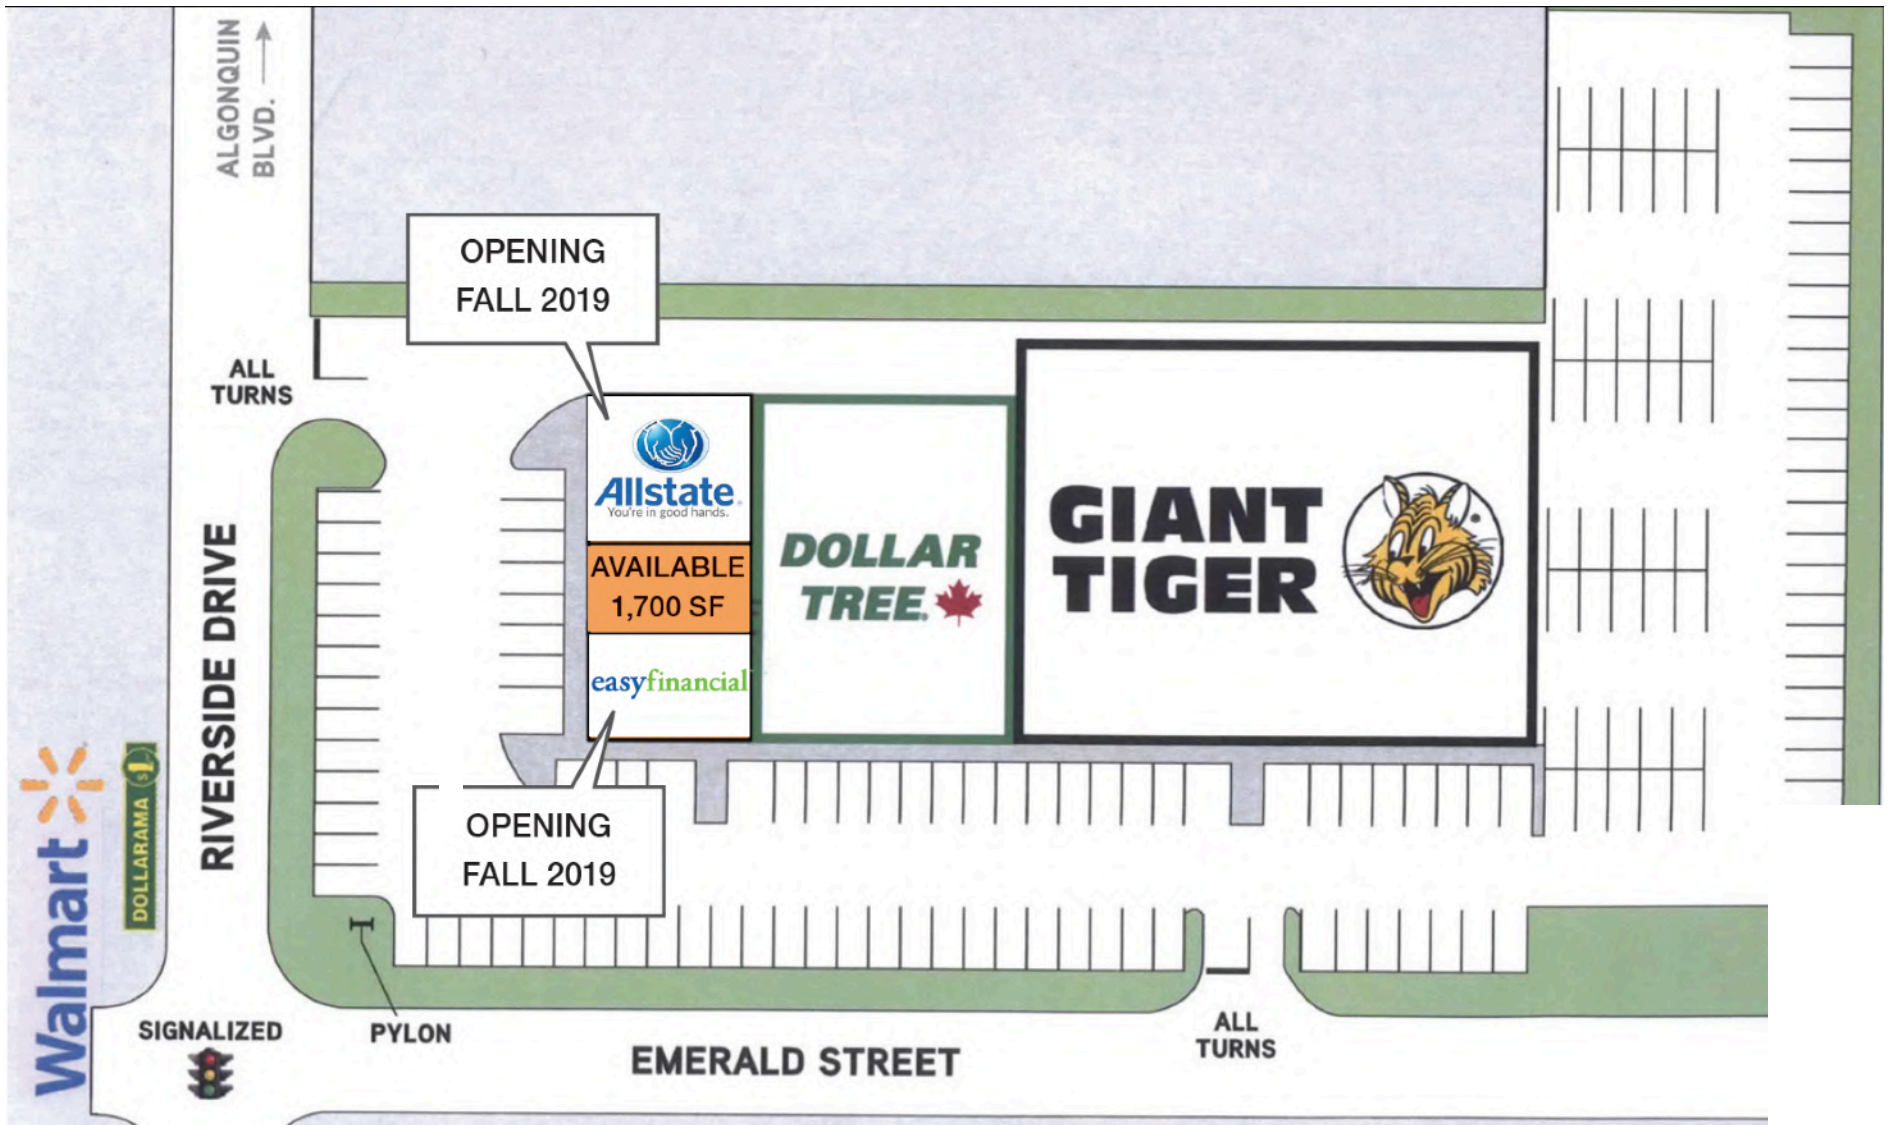 ALGONQUIN
BLVD.
OPENING
FALL 2019
ALL
TURNS
Allstate
You're in good hands.
AVAILABLE
1,700 SF
easyfinancial
DOLLAR
TREE
GIANT
TIGER
RIVERSIDE DRIVE
Walmart
DOLLARAMA
OPENING
FALL 2019
SIGNALIZED
PYLON
EMERALD STREET
ALL
TURNS